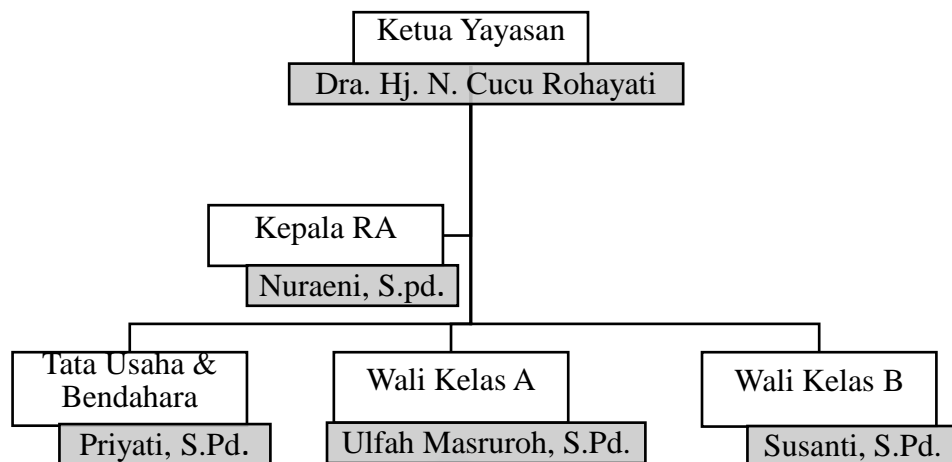 Ketua Yayasan
Dra. Hj. N. Cucu Rohayati
Kepala RA
Nuraeni, S.pd.
Tata Usaha &
Bendahara
Priyati, S.Pd.
Wali Kelas A
Ulfah Masruroh, S.Pd.
Wali Kelas B
Susanti, S.Pd.